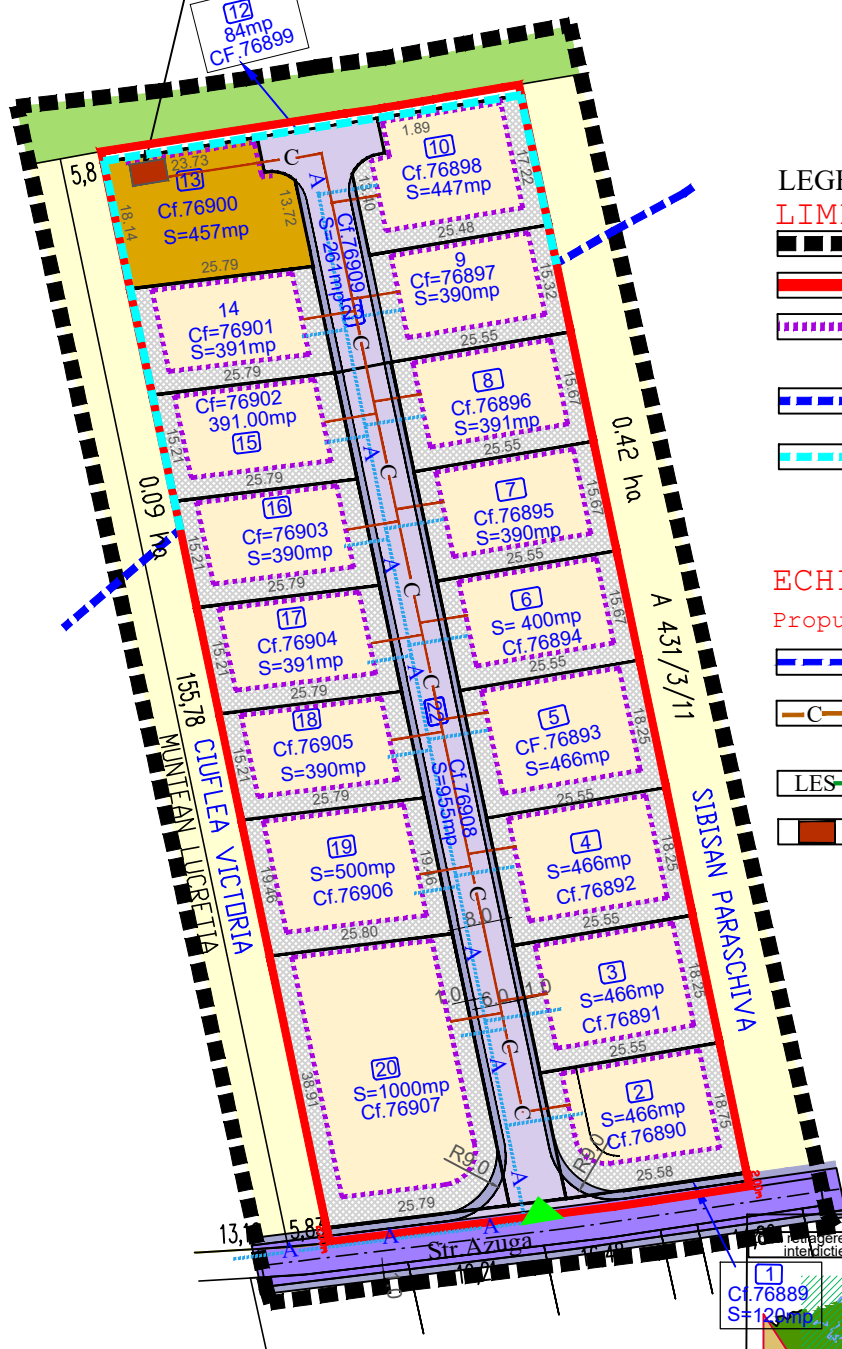 12
84mp
CF.76899
5,8
23.73
13
Cf.76900
S=457mp
18.14
13.72
25.79
C
A
1.89
10
Cf.76898
S=447mp
17.22
25.48
Cf.76909
S=261mp
9
Cf=76897
S=390mp
15.32
25.55
14
Cf=76901
S=391mp
25.79
C
8
Cf.76896
S=391mp
15.67
25.55
Cf=76902
391.00mp
15
15.21
25.79
A
C
7
Cf.76895
S=390mp
15.67
25.55
0.42 ha
0.09 ha
16
Cf=76903
S=390mp
15.21
25.79
A
C
6
S= 400mp
Cf.76894
15.67
25.55
A 431/3/11
17
Cf.76904
S=391mp
15.21
25.79
A
C
22
Cf.76908
S=955mp
5
CF.76893
S=466mp
18.25
25.55
155,78
CIUFLEA VICTORIA
MUNTEAN LUCRETIA
18
Cf.76905
S=390mp
15.21
25.79
4
S=466mp
Cf.76892
18.25
25.55
SIBISAN PARASCHIVA
19
S=500mp
Cf.76906
19.46
19.46
25.80
C
8.0
A
1.0
6.0
1.0
3
S=466mp
Cf.76891
18.25
25.55
20
S=1000mp
Cf.76907
38.91
25.79
C
A
C
A
R9.0
2
S=466mp
Cf.76890
18.75
25.58
R9.0
13,1
5,87
A
A
A
Str Azuga
1
Cf.76889
S=120mp
retragere
interdictie
LEGE
LIM
ECHI
Propu
C
LES